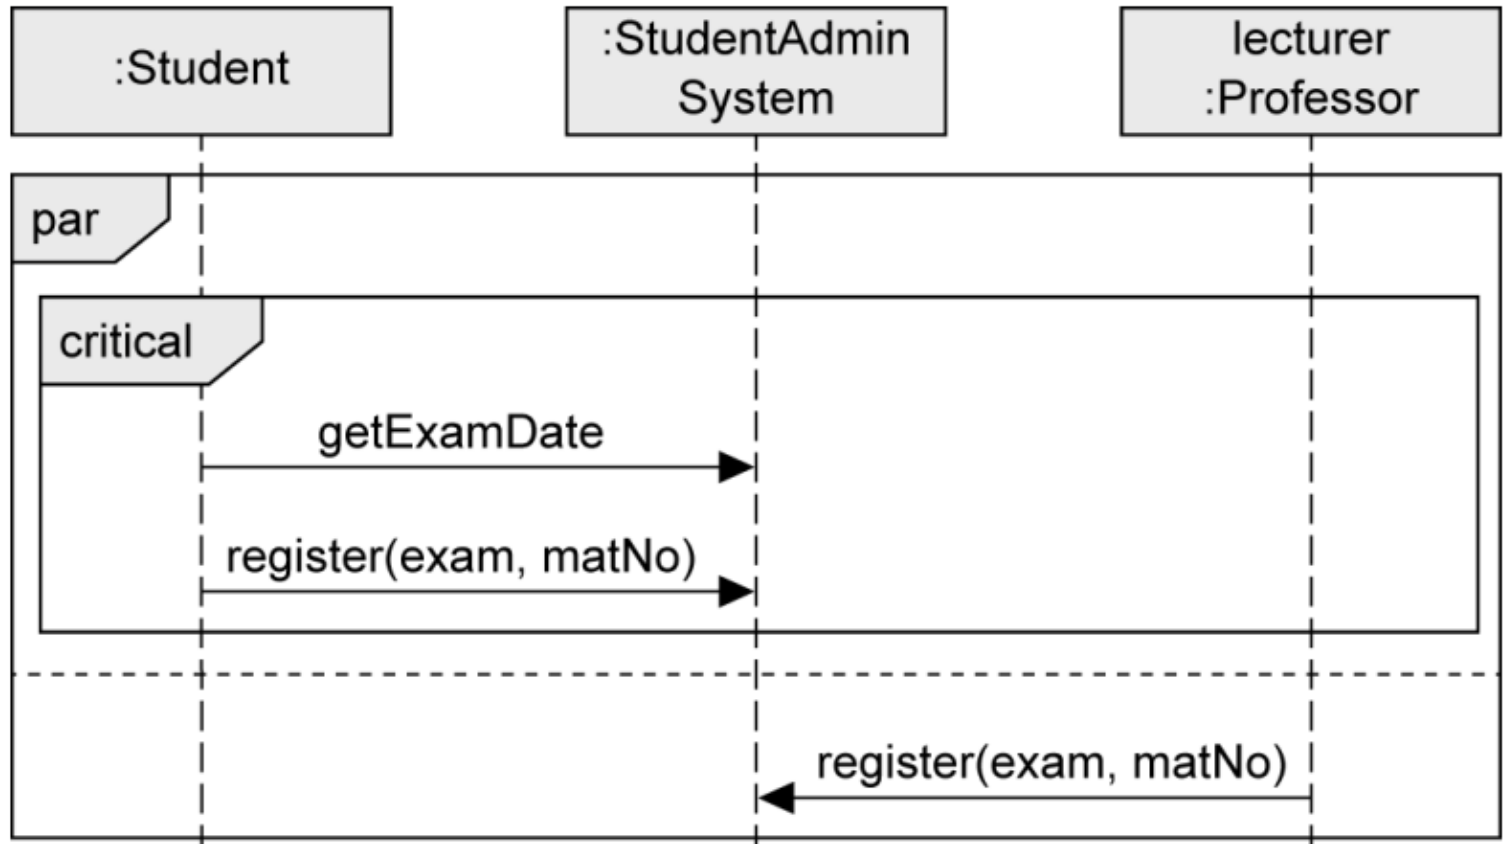 :Student
:StudentAdmin
System
lecturer
:Professor
par
critical
getExamDate
register(exam, matNo)
register(exam, matNo)